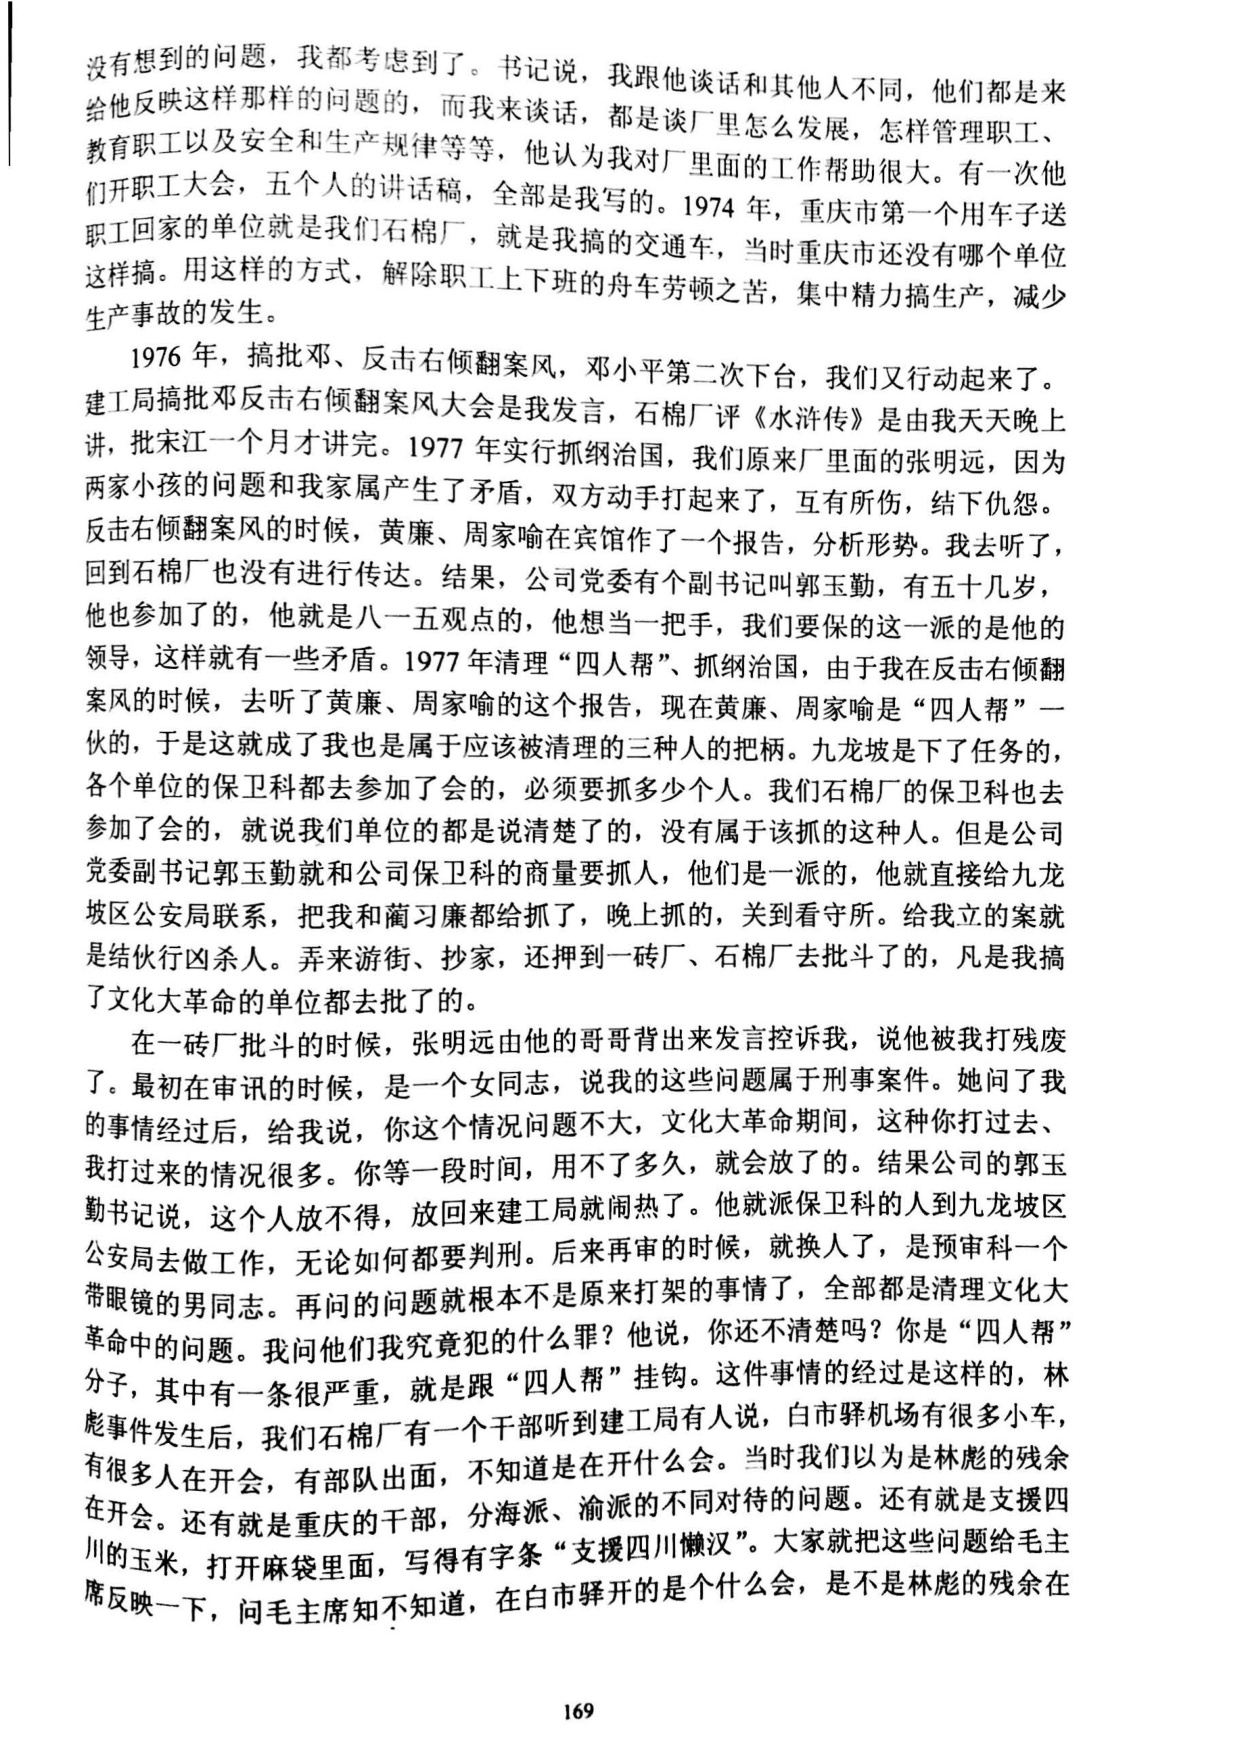 没有想到的问题，我都考虑到了。书记说，我跟他谈话和其他人不同，他们都是来
给他反映这样那样的问题的，而我来谈话，都是谈厂里怎么发展，怎样管理职工、
教育职工以及安全和生产规律等等，他认为我对厂里面的工作帮助很大。有一次他
们开职工大会，五个人的讲话稿，全部是我写的。1974 年，重庆市第一个用车子送
职工回家的单位就是我们石棉厂，就是我搞的交通车，当时重庆市还没有哪个单位
这样搞。用这样的方式，解除职工上下班的舟车劳顿之苦，集中精力搞生产，减少
生产事故的发生。
1976 年，搞批邓、反击右倾翻案风，邓小平第二次下台，我们又行动起来了。
建工局搞批邓反击右倾翻案风大会是我发言，石棉厂评《水浒传》是由我天天晚上
讲，批宋江一个月才讲完。1977 年实行抓纲治国，我们原来厂里面的张明远，因为
两家小孩的问题和我家属产生了矛盾，双方动手打起来了，互有所伤，结下仇怨。
反击右倾翻案风的时候，黄廉、周家喻在宾馆作了一个报告，分析形势。我去听了，
回到石棉厂也没有进行传达。结果，公司党委有个副书记叫郭玉勤，有五十几岁，
他也参加了的，他就是八一五观点的，他想当一把手，我们要保的这一派的是他的
领导，这样就有一些矛盾。1977 年清理“四人帮”、抓纲治国，由于我在反击右倾翻
案风的时候，去听了黄廉、周家喻的这个报告，现在黄廉、周家喻是“四人帮”一
伙的，于是这就成了我也是属于应该被清理的三种人的把柄。九龙坡是下了任务的，
各个单位的保卫科都去参加了会的，必须要抓多少个人。我们石棉厂的保卫科也去
参加了会的，就说我们单位的都是说清楚了的，没有属于该抓的这种人。但是公司
党委副书记郭玉勤就和公司保卫科的商量要抓人，他们是一派的，他就直接给九龙
坡区公安局联系，把我和蔺习廉都给抓了，晚上抓的，关到看守所。给我立的案就
是结伙行凶杀人。弄来游街、抄家，还押到一砖厂、石棉厂去批斗了的，凡是我搞
了文化大革命的单位都去批了的。
在一砖厂批斗的时候，张明远由他的哥哥背出来发言控诉我，说他被我打残废
了。最初在审讯的时候，是一个女同志，说我的这些问题属于刑事案件。她问了我
的事情经过后，给我说，你这个情况问题不大，文化大革命期间，这种你打过去、
我打过来的情况很多。你等一段时间，用不了多久，就会放了的。结果公司的郭玉
勤书记说，这个人放不得，放回来建工局就闹热了。他就派保卫科的人到九龙坡区
公安局去做工作，无论如何都要判刑。后来再审的时候，就换人了，是预审科一个
带眼镜的男同志。再问的问题就根本不是原来打架的事情了，全部都是清理文化大
革命中的问题。我问他们我究竟犯的什么罪？他说，你还不清楚吗？你是“四人帮”
分子，其中有一条很严重，就是跟“四人帮”挂钩。这件事情的经过是这样的，林
彪事件发生后，我们石棉厂有一个干部听到建工局有人说，白市驿机场有很多小车，
有很多人在开会，有部队出面，不知道是在开什么会。当时我们以为是林彪的残余
在开会。还有就是重庆的干部，分海派、渝派的不同对待的问题。还有就是支援四
川的玉米，打开麻袋里面，写得有字条“支援四川懒汉”。大家就把这些问题给毛主
席反映一下，问毛主席知不知道，在白市驿开的是个什么会，是不是林彪的残余在
169